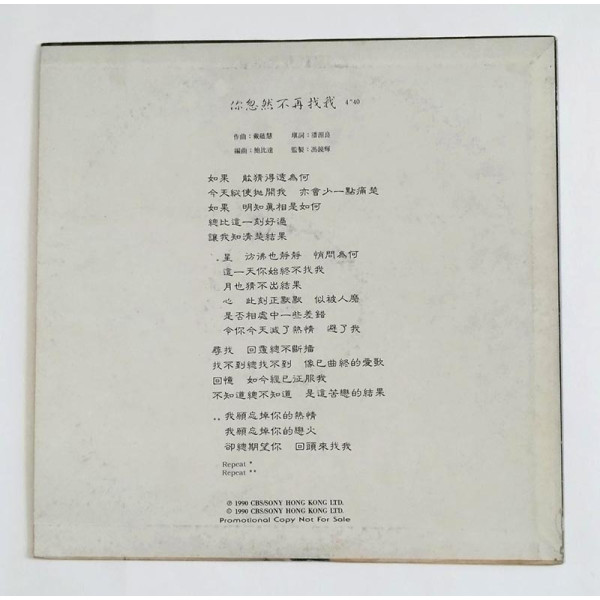 你忽然不再找我 4"40
作曲：戴蘊慧 填詞：潘源良
編曲：鮑比達 監製：馮鏡輝
如果 能猜得透為何
今天縱使拋開我 亦會少一點痛楚
如果 明知真相是如何
總比這一刻好過
讓我知清楚結果
* 星 彷彿也靜靜 悄問為何
這一天你始終不找我
月也猜不出結果
心 此刻正默默 似被人磨
是否相處中一些差錯
令你今天減了熱情 避了我
尋找 回覆總不斷播
找不到總找不到 像已曲終的愛歌
回憶 如今經已征服我
不知道總不知道 是這苦戀的結果
** 我願忘掉你的熱情
我願忘掉你的戀火
卻總期望你 回頭來找我
Repeat *
Repeat **
℗ 1990 CBS/SONY HONG KONG LTD.
© 1990 CBS/SONY HONG KONG LTD.
Promotional Copy Not For Sale